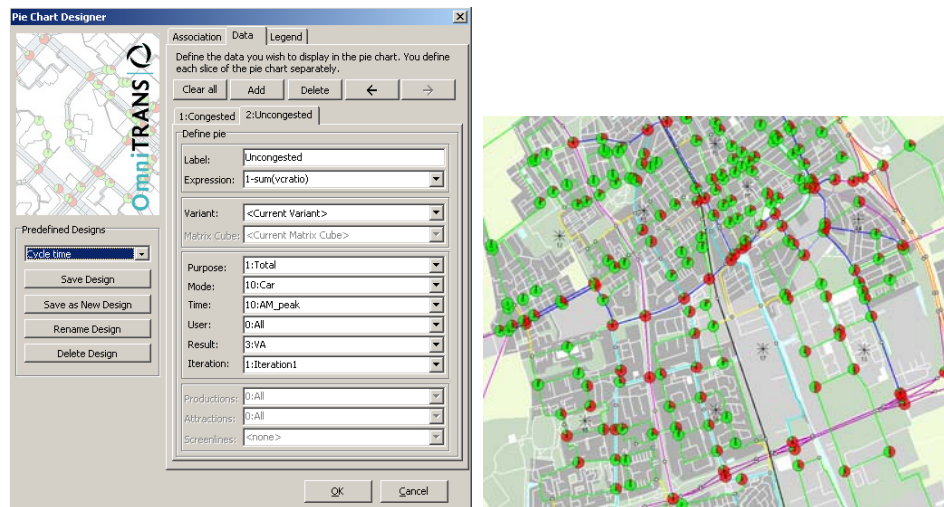 Pie Chart Designer
OmniTRANS
Predefined Designs
Cycle time
Save Design
Save as New Design
Rename Design
Delete Design
Association Data Legend
Define the data you wish to display in the pie chart. You define
each slice of the pie chart separately.
Clear all Add Delete ← →
1:Congested 2:Uncongested
Define pie
Label: Uncongested
Expression: 1-sum(vcratio)
Variant: <Current Variant>
Matrix Cube: <Current Matrix Cube>
Purpose: 1:Total
Mode: 10:Car
Time: 10:AM_peak
User: 0:All
Result: 3:VA
Iteration: 1:Iteration1
Productions: 0:All
Attractions: 0:All
Screenlines: <none>
OK Cancel